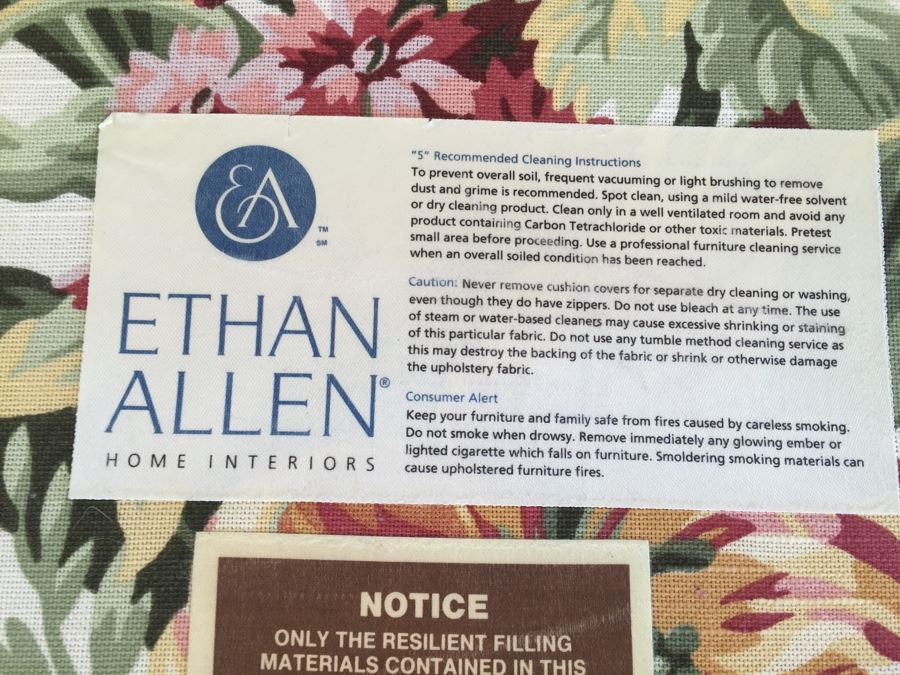 EA
TM
SM
ETHAN
ALLEN®
HOME INTERIORS
"S" Recommended Cleaning Instructions
To prevent overall soil, frequent vacuuming or light brushing to remove
dust and grime is recommended. Spot clean, using a mild water-free solvent
or dry cleaning product. Clean only in a well ventilated room and avoid any
product containing Carbon Tetrachloride or other toxic materials. Pretest
small area before proceeding. Use a professional furniture cleaning service
when an overall soiled condition has been reached.
Caution: Never remove cushion covers for separate dry cleaning or washing,
even though they do have zippers. Do not use bleach at any time. The use
of steam or water-based cleaners may cause excessive shrinking or staining
of this particular fabric. Do not use any tumble method cleaning service as
this may destroy the backing of the fabric or shrink or otherwise damage
the upholstery fabric.
Consumer Alert
Keep your furniture and family safe from fires caused by careless smoking.
Do not smoke when drowsy. Remove immediately any glowing ember or
lighted cigarette which falls on furniture. Smoldering smoking materials can
cause upholstered furniture fires.
NOTICE
ONLY THE RESILIENT FILLING
MATERIALS CONTAINED IN THIS